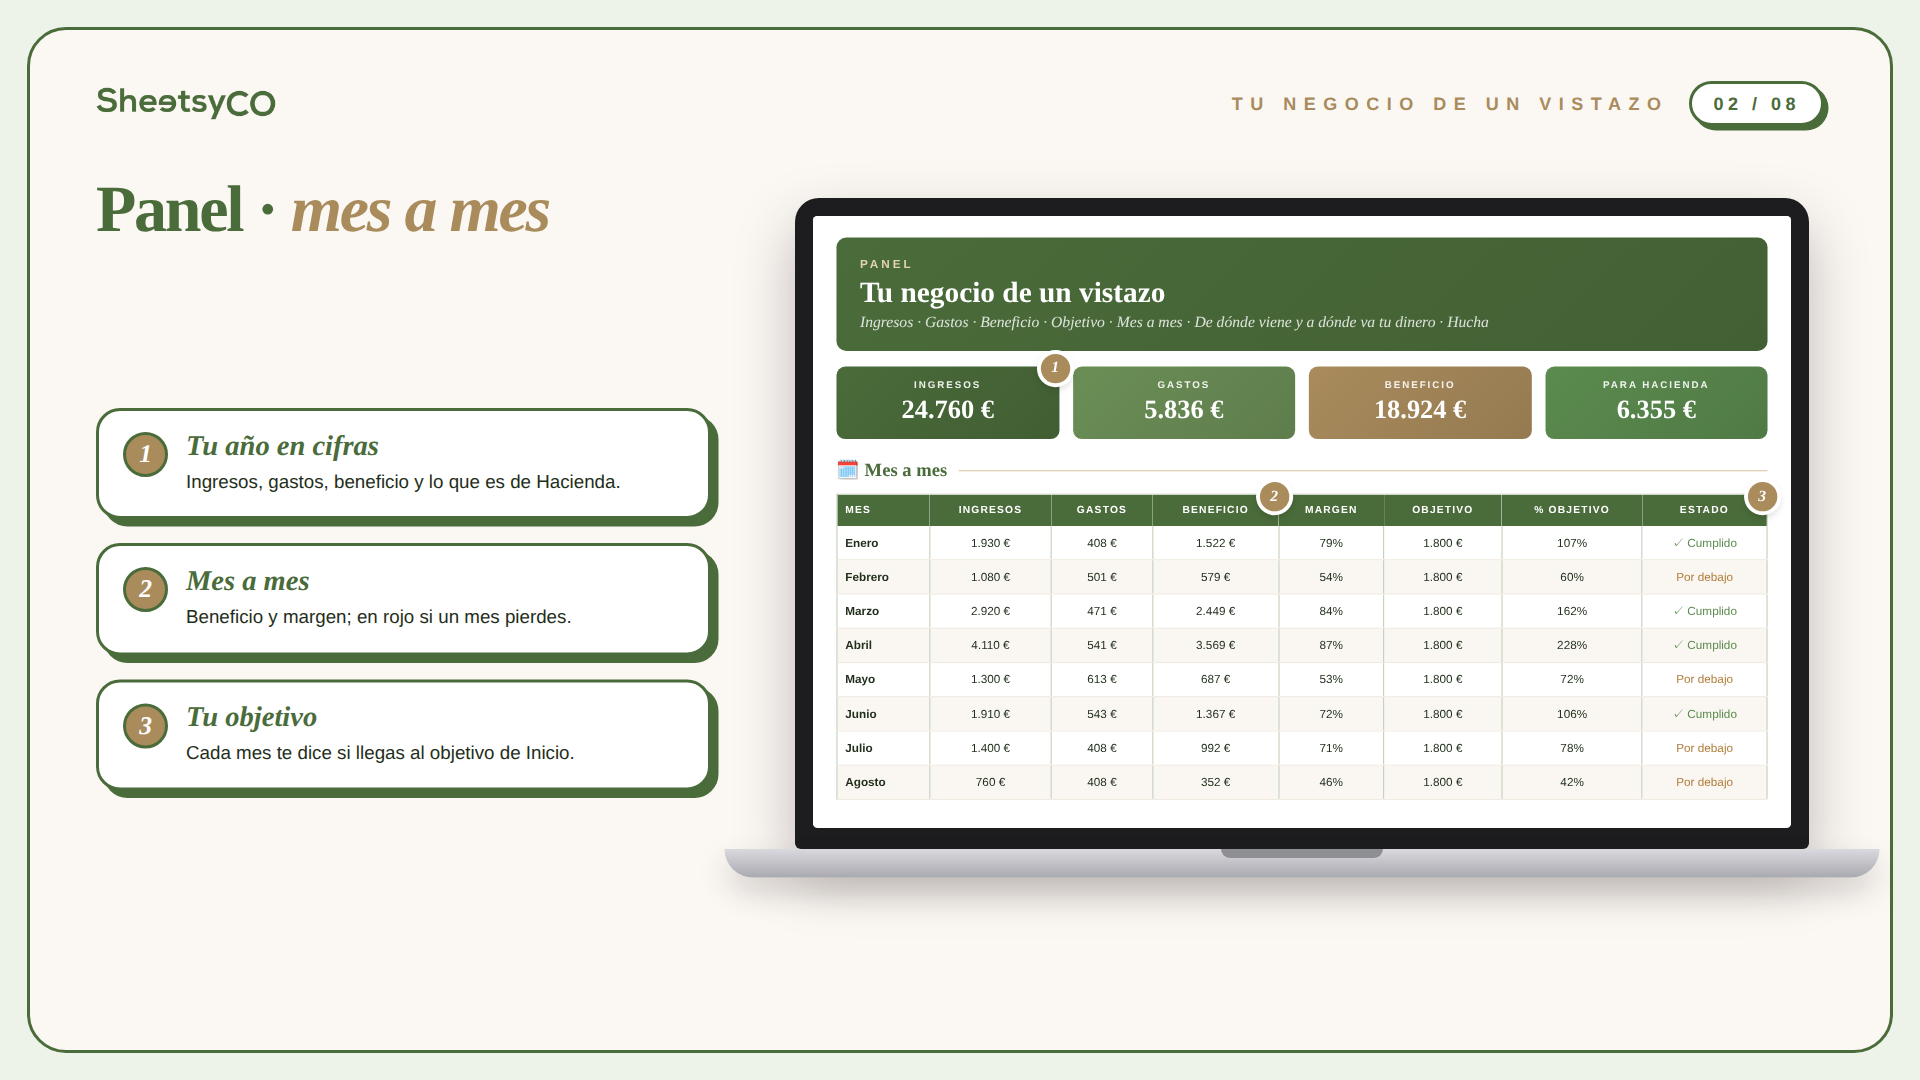 SheetsyCO
TU NEGOCIO DE UN VISTAZO
02 / 08
Panel · mes a mes
1
Tu año en cifras
Ingresos, gastos, beneficio y lo que es de Hacienda.
2
Mes a mes
Beneficio y margen; en rojo si un mes pierdes.
3
Tu objetivo
Cada mes te dice si llegas al objetivo de Inicio.
PANEL
Tu negocio de un vistazo
Ingresos · Gastos · Beneficio · Objetivo · Mes a mes · De dónde viene y a dónde va tu dinero · Hucha
1
INGRESOS
24.760 €
GASTOS
5.836 €
BENEFICIO
18.924 €
PARA HACIENDA
6.355 €
🗓️ Mes a mes
2
3
MES INGRESOS GASTOS BENEFICIO MARGEN OBJETIVO % OBJETIVO ESTADO
Enero 1.930 € 408 € 1.522 € 79% 1.800 € 107% ✓ Cumplido
Febrero 1.080 € 501 € 579 € 54% 1.800 € 60% Por debajo
Marzo 2.920 € 471 € 2.449 € 84% 1.800 € 162% ✓ Cumplido
Abril 4.110 € 541 € 3.569 € 87% 1.800 € 228% ✓ Cumplido
Mayo 1.300 € 613 € 687 € 53% 1.800 € 72% Por debajo
Junio 1.910 € 543 € 1.367 € 72% 1.800 € 106% ✓ Cumplido
Julio 1.400 € 408 € 992 € 71% 1.800 € 78% Por debajo
Agosto 760 € 408 € 352 € 46% 1.800 € 42% Por debajo